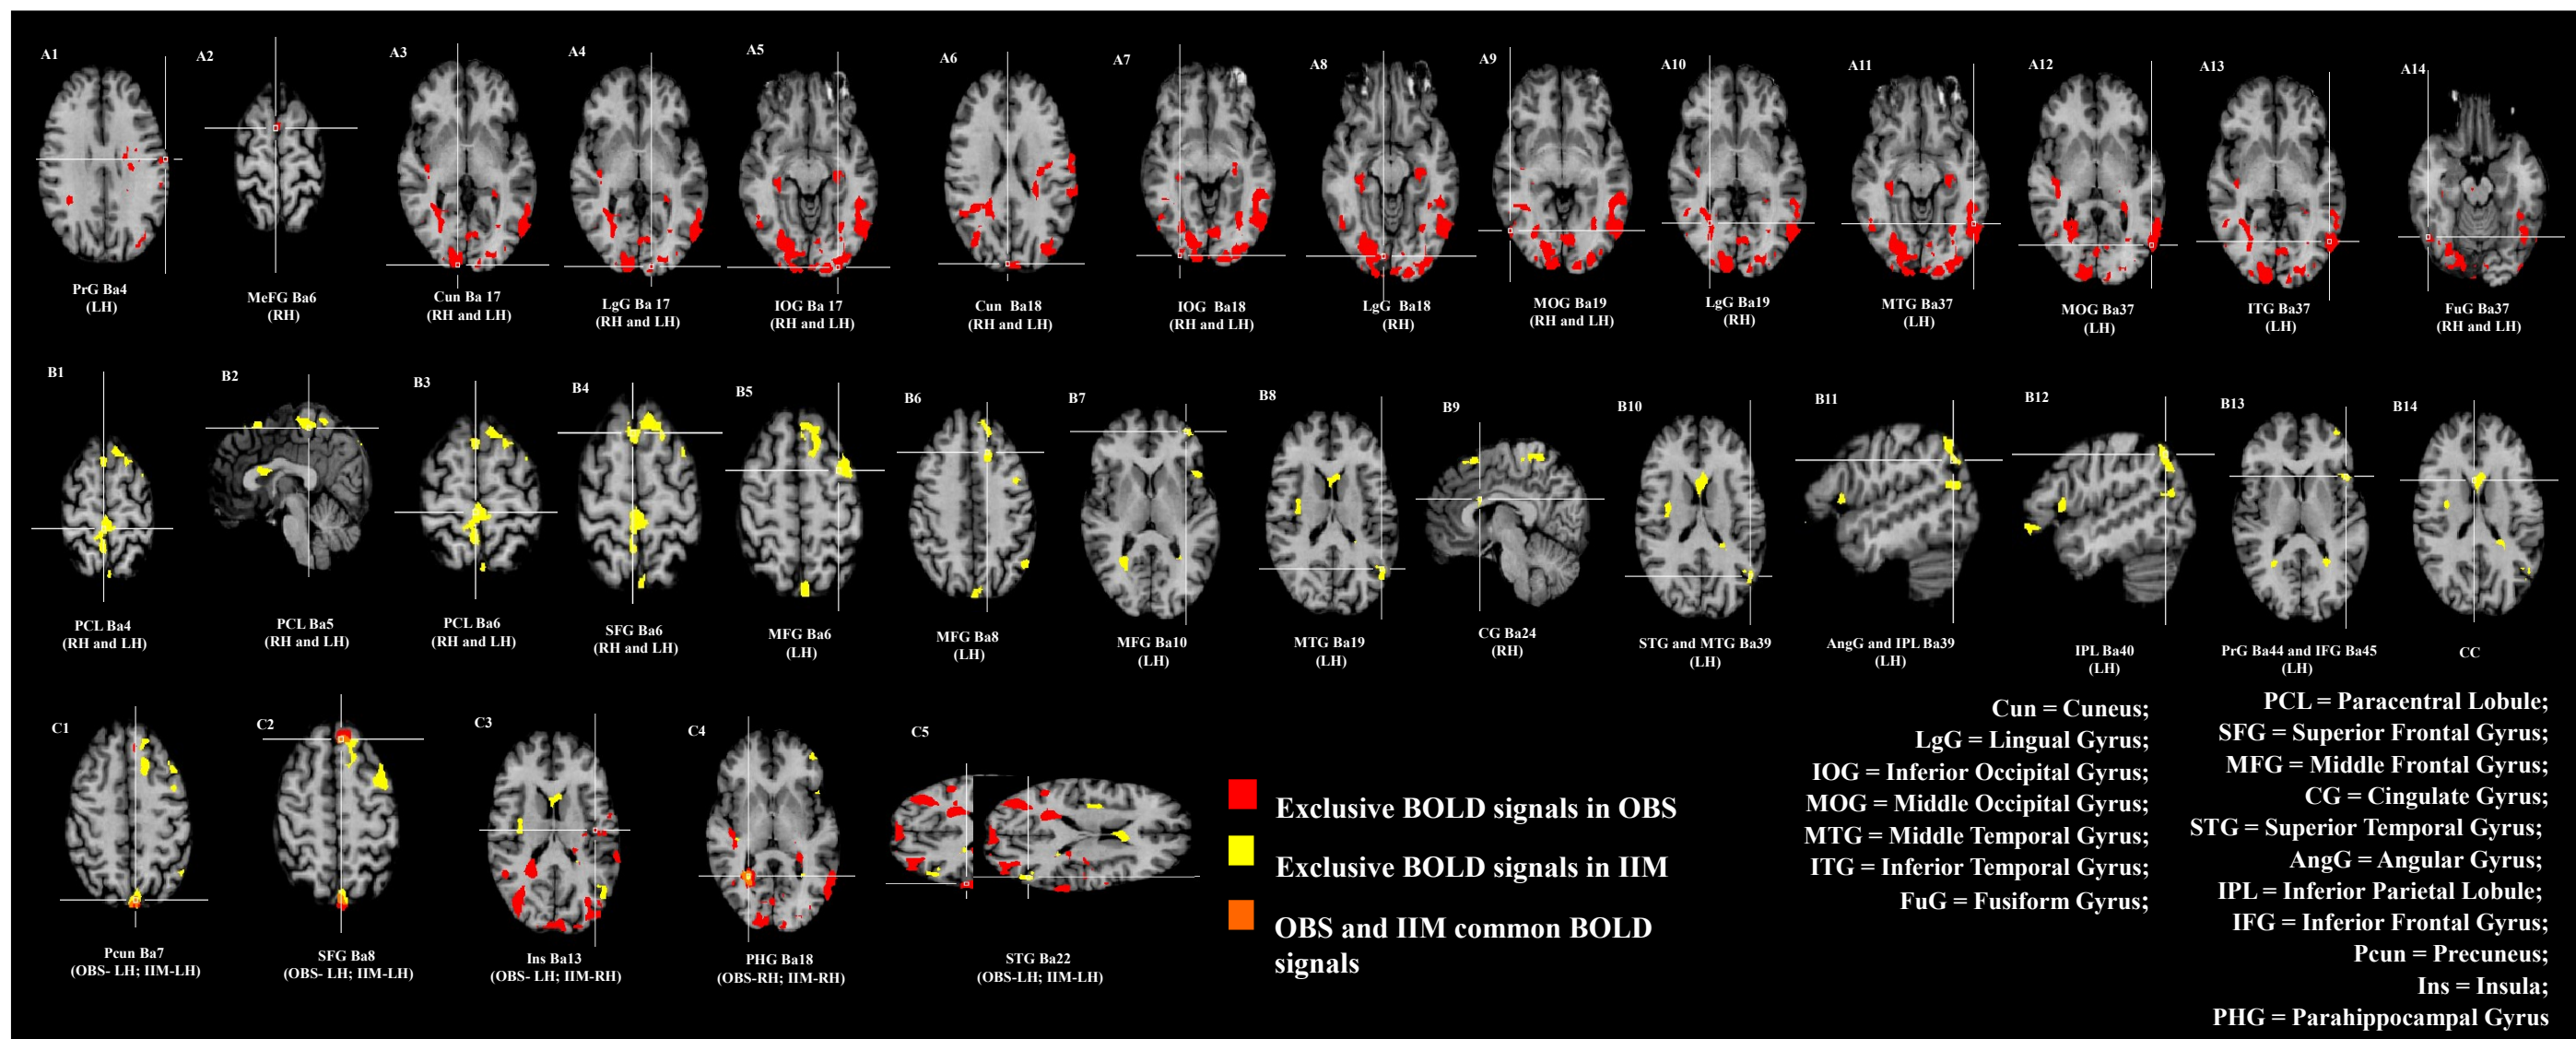 A1
A2
A3
A4
A5
A6
A7
A8
A9
A10
A11
A12
A13
A14
PrG Ba4
(LH)
MeFG Ba6
(RH)
Cun Ba 17
(RH and LH)
LgG Ba 17
(RH and LH)
IOG Ba 17
(RH and LH)
Cun Ba18
(RH and LH)
IOG Ba18
(RH and LH)
LgG Ba18
(RH)
MOG Ba19
(RH and LH)
LgG Ba19
(RH)
MTG Ba37
(LH)
MOG Ba37
(LH)
ITG Ba37
(LH)
FuG Ba37
(RH and LH)
B1
B2
B3
B4
B5
B6
B7
B8
B9
B10
B11
B12
B13
B14
PCL Ba4
(RH and LH)
PCL Ba5
(RH and LH)
PCL Ba6
(RH and LH)
SFG Ba6
(RH and LH)
MFG Ba6
(LH)
MFG Ba8
(LH)
MFG Ba10
(LH)
MTG Ba19
(LH)
CG Ba24
(RH)
STG and MTG Ba39
(LH)
AngG and IPL Ba39
(LH)
IPL Ba40
(LH)
PrG Ba44 and IFG Ba45
(LH)
CC
C1
C2
C3
C4
C5
Pcun Ba7
(OBS- LH; IIM-LH)
SFG Ba8
(OBS- LH; IIM-LH)
Ins Ba13
(OBS- LH; IIM-RH)
PHG Ba18
(OBS-RH; IIM-RH)
STG Ba22
(OBS-LH; IIM-LH)
Exclusive BOLD signals in OBS
Exclusive BOLD signals in IIM
OBS and IIM common BOLD
signals
Cun = Cuneus;
LgG = Lingual Gyrus;
IOG = Inferior Occipital Gyrus;
MOG = Middle Occipital Gyrus;
MTG = Middle Temporal Gyrus;
ITG = Inferior Temporal Gyrus;
FuG = Fusiform Gyrus;
PCL = Paracentral Lobule;
SFG = Superior Frontal Gyrus;
MFG = Middle Frontal Gyrus;
CG = Cingulate Gyrus;
STG = Superior Temporal Gyrus;
AngG = Angular Gyrus;
IPL = Inferior Parietal Lobule;
IFG = Inferior Frontal Gyrus;
Pcun = Precuneus;
Ins = Insula;
PHG = Parahippocampal Gyrus